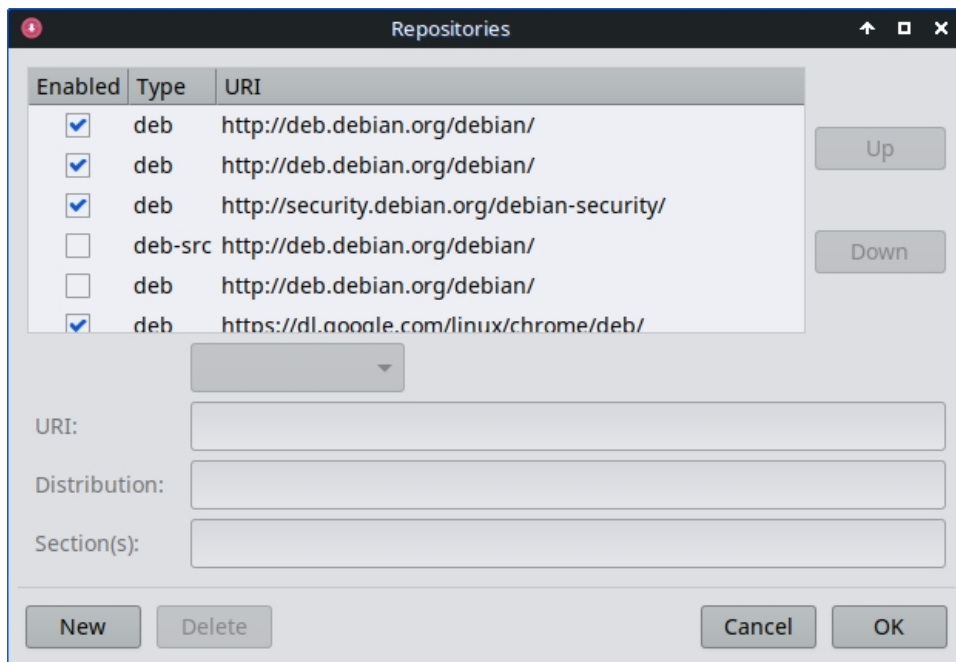 Repositories
Enabled Type URI
deb http://deb.debian.org/debian/
deb http://deb.debian.org/debian/
deb http://security.debian.org/debian-security/
deb-src http://deb.debian.org/debian/
deb http://deb.debian.org/debian/
deb https://dl.google.com/linux/chrome/deb/
Up
Down
URI:
Distribution:
Section(s):
New Delete Cancel OK